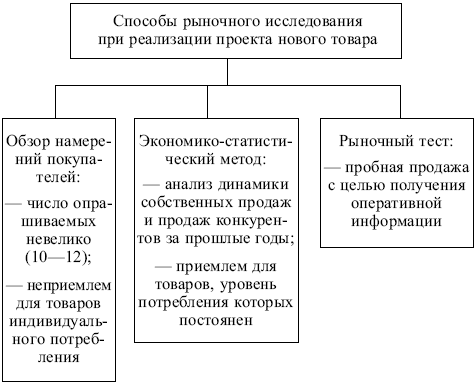 Способы рыночного исследования
при реализации проекта нового товара
Обзор намере-
ний покупа-
телей:
— число опра-
шиваемых
невелико
(10—12);
— неприемлем
для товаров
индивидуаль-
ного потреб-
ления
Экономико-статисти-
ческий метод:
— анализ динамики
собственных продаж
и продаж конкурен-
тов за прошлые годы;
— приемлем для
товаров, уровень
потребления которых
постоянен
Рыночный тест:
— пробная продажа
с целью получения
оперативной
информации